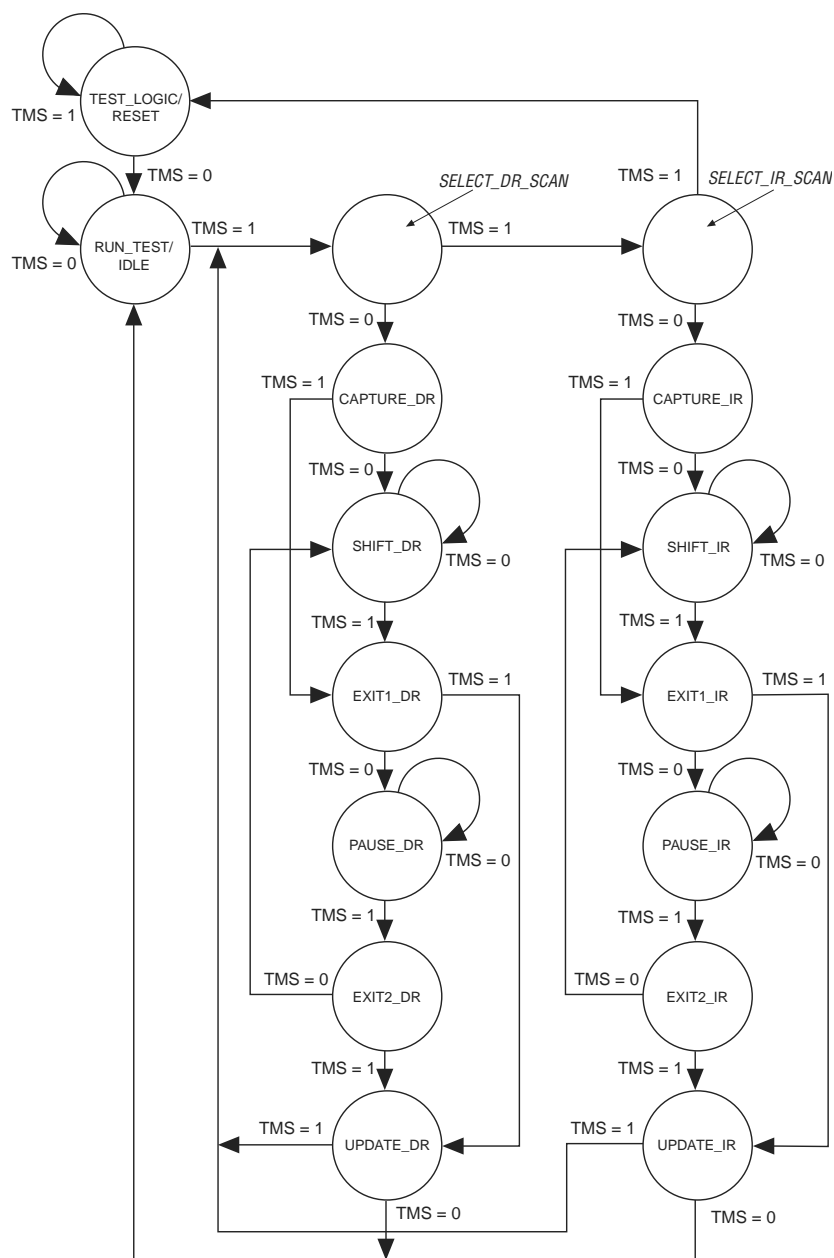 TEST_LOGIC/
RESET
TMS = 1
TMS = 0
SELECT_DR_SCAN
TMS = 1
SELECT_IR_SCAN
RUN_TEST/
IDLE
TMS = 0
TMS = 1
TMS = 1
TMS = 0
TMS = 0
TMS = 1
CAPTURE_DR
TMS = 1
CAPTURE_IR
TMS = 0
TMS = 0
SHIFT_DR
TMS = 0
SHIFT_IR
TMS = 0
TMS = 1
TMS = 1
EXIT1_DR
TMS = 1
EXIT1_IR
TMS = 1
TMS = 0
TMS = 0
PAUSE_DR
TMS = 0
PAUSE_IR
TMS = 0
TMS = 1
TMS = 1
TMS = 0
EXIT2_DR
TMS = 0
EXIT2_IR
TMS = 1
TMS = 1
TMS = 1
UPDATE_DR
TMS = 1
UPDATE_IR
TMS = 0
TMS = 0